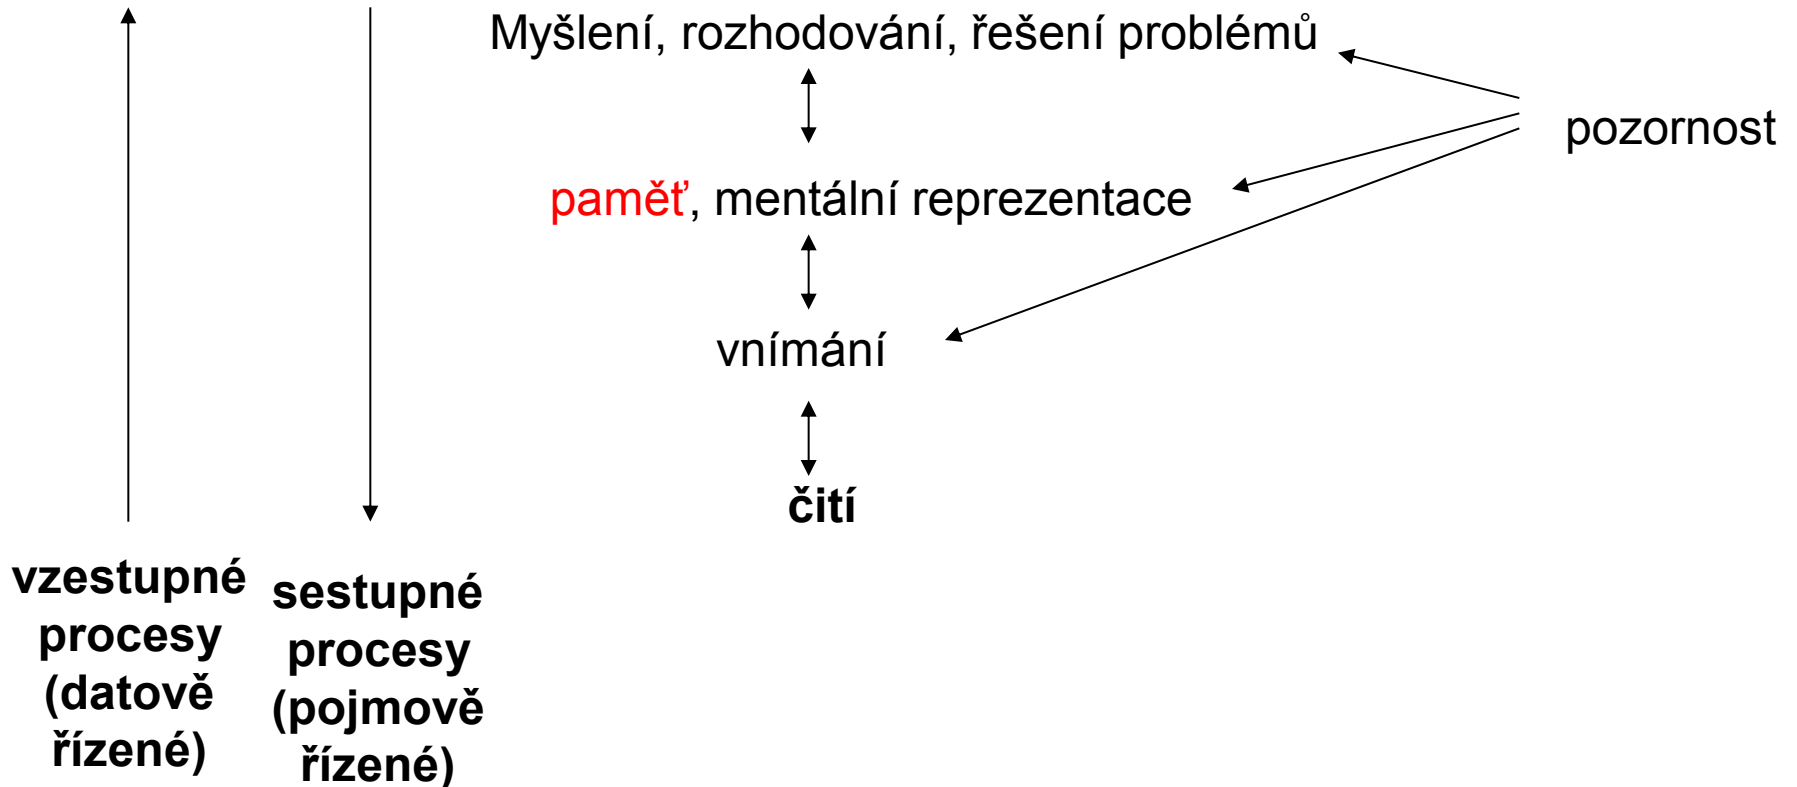 Myšlení, rozhodování, řešení problémů
pozornost
paměť, mentální reprezentace
vnímání
čití
vzestupné
procesy
(datově
řízené)
sestupné
procesy
(pojmově
řízené)